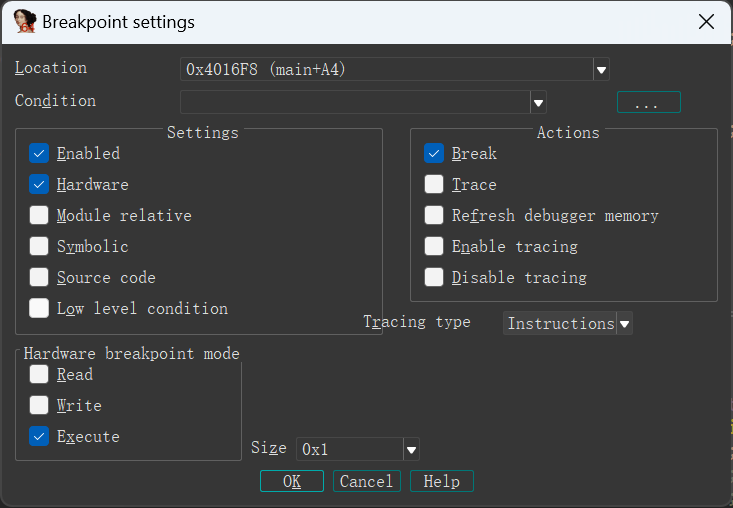 Breakpoint settings
Location 0x4016F8 (main+A4)
Condition ...
Settings
Enabled
Hardware
Module relative
Symbolic
Source code
Low level condition
Actions
Break
Trace
Refresh debugger memory
Enable tracing
Disable tracing
Tracing type Instructions
Hardware breakpoint mode
Read
Write
Execute
Size 0x1
OK Cancel Help